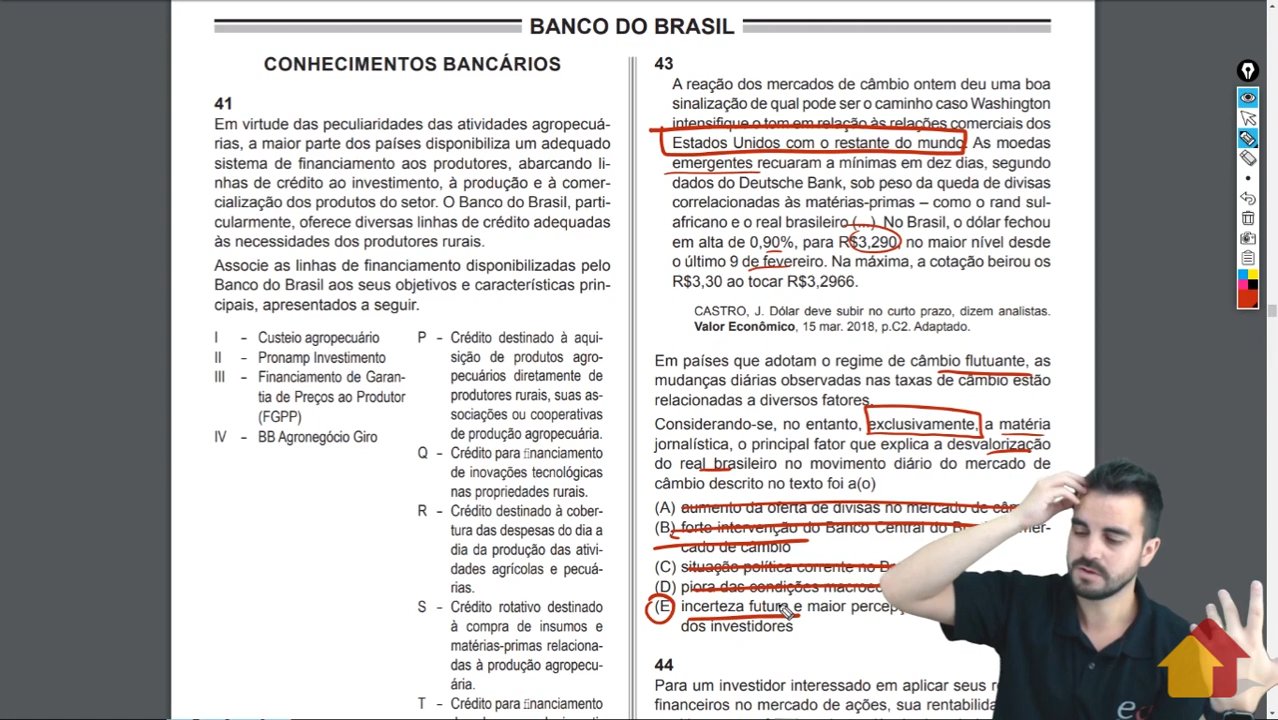 BANCO DO BRASIL
CONHECIMENTOS BANCÁRIOS
41
Em virtude das peculiaridades das atividades agropecuá-
rias, a maior parte dos países disponibiliza um adequado
sistema de financiamento aos produtores, abarcando li-
nhas de crédito ao investimento, à produção e à comer-
cialização dos produtos do setor. O Banco do Brasil, parti-
cularmente, oferece diversas linhas de crédito adequadas
às necessidades dos produtores rurais.
Associe as linhas de financiamento disponibilizadas pelo
Banco do Brasil aos seus objetivos e características prin-
cipais, apresentados a seguir.
I – Custeio agropecuário
II – Pronamp Investimento
III – Financiamento de Garan-
tia de Preços ao Produtor
(FGPP)
IV – BB Agronegócio Giro
P – Crédito destinado à aqui-
sição de produtos agro-
pecuários diretamente de
produtores rurais, suas as-
sociações ou cooperativas
de produção agropecuária.
Q – Crédito para financiamento
de inovações tecnológicas
nas propriedades rurais.
R – Crédito destinado à cober-
tura das despesas do dia a
dia da produção das ativi-
dades agrícolas e pecuá-
rias.
S – Crédito rotativo destinado
à compra de insumos e
matérias-primas relaciona-
das à produção agropecu-
ária.
T – Crédito para financiamento
43
A reação dos mercados de câmbio ontem deu uma boa
sinalização de qual pode ser o caminho caso Washington
intensifique o tom em relação às relações comerciais dos
Estados Unidos com o restante do mundo. As moedas
emergentes recuaram a mínimas em dez dias, segundo
dados do Deutsche Bank, sob peso da queda de divisas
correlacionadas às matérias-primas – como o rand sul-
africano e o real brasileiro (...). No Brasil, o dólar fechou
em alta de 0,90%, para R$3,290, no maior nível desde
o último 9 de fevereiro. Na máxima, a cotação beirou os
R$3,30 ao tocar R$3,2966.
CASTRO, J. Dólar deve subir no curto prazo, dizem analistas.
Valor Econômico, 15 mar. 2018, p.C2. Adaptado.
Em países que adotam o regime de câmbio flutuante, as
mudanças diárias observadas nas taxas de câmbio estão
relacionadas a diversos fatores.
Considerando-se, no entanto, exclusivamente, a matéria
jornalística, o principal fator que explica a desvalorização
do real brasileiro no movimento diário do mercado de
câmbio descrito no texto foi a(o)
(A) aumento da oferta de divisas no mercado de
(B) forte intervenção do Banco Central do mer-
cado de câmbio
(C) situação política corrente no
(D) piora das condições
(E) incerteza futura e maior
dos investidores
44
Para um investidor interessado em aplicar seus
financeiros no mercado de ações, sua